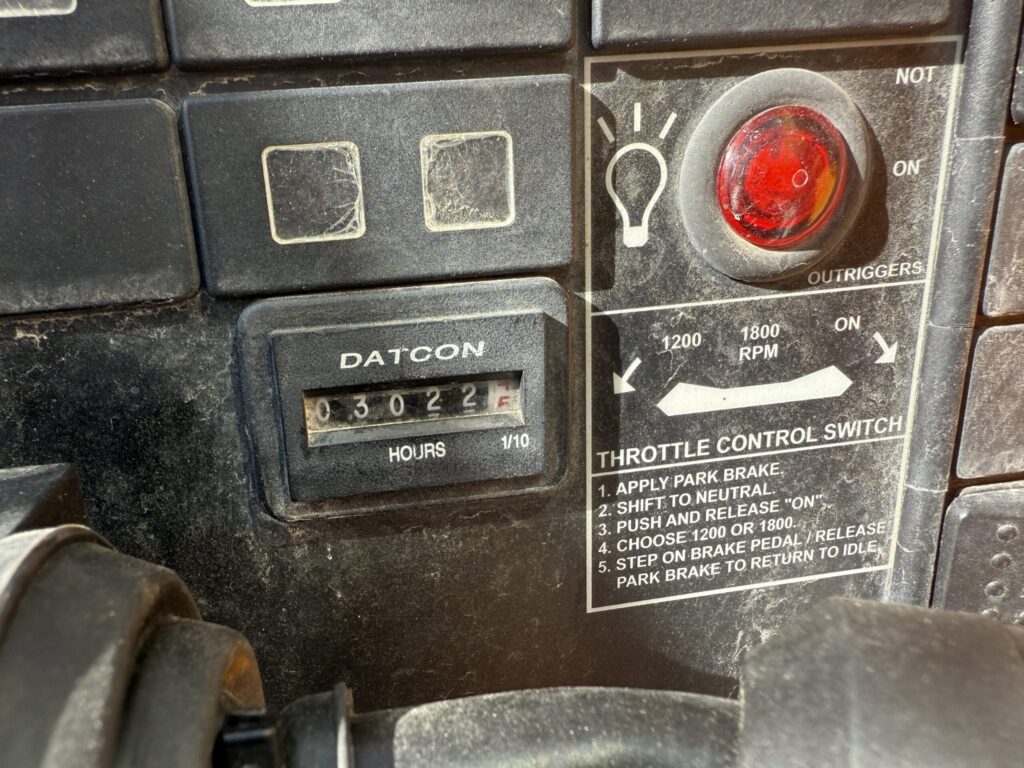 NOT
ON
OUTRIGGERS
DATCON
0 3 0 2 2
HOURS 1/10
1200 1800 ON
RPM
THROTTLE CONTROL SWITCH
1. APPLY PARK BRAKE.
2. SHIFT TO NEUTRAL.
3. PUSH AND RELEASE "ON".
4. CHOOSE 1200 OR 1800.
5. STEP ON BRAKE PEDAL / RELEASE
PARK BRAKE TO RETURN TO IDLE.